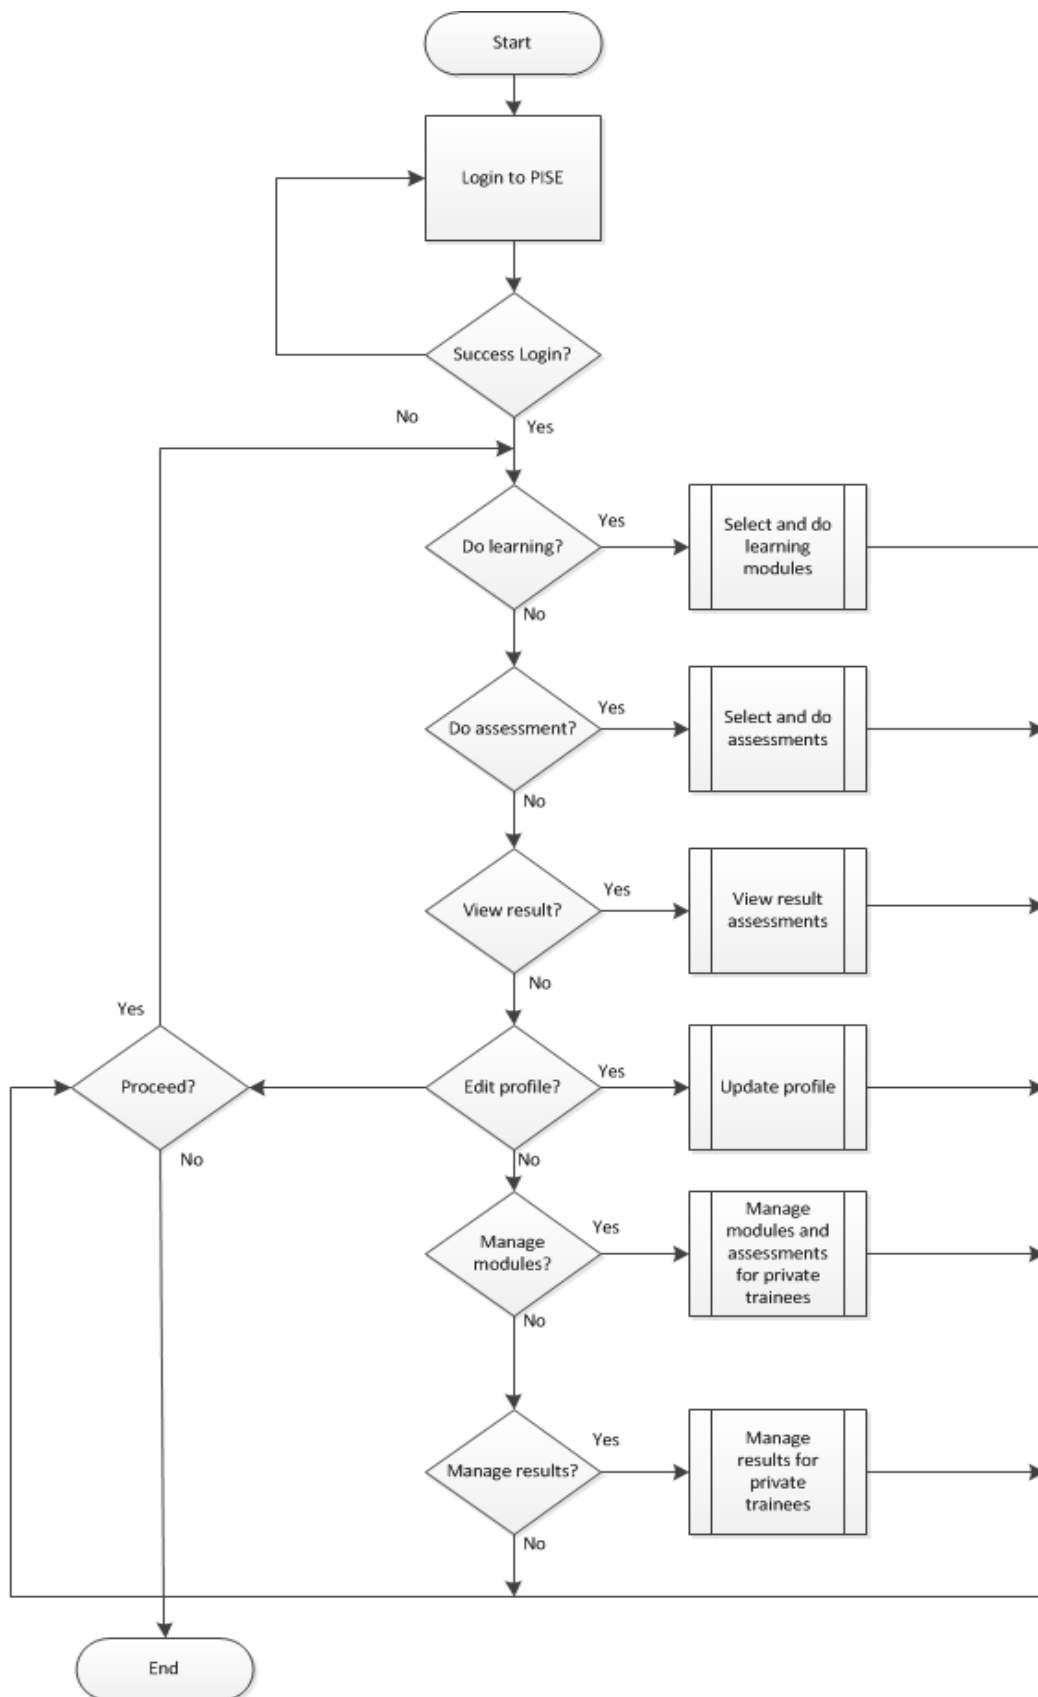 Start
Login to PISE
Success Login?
No
Yes
Do learning?
Yes
Select and do
learning
modules
No
Do assessment?
Yes
Select and do
assessments
No
View result?
Yes
View result
assessments
No
Yes
Proceed?
Edit profile?
Yes
Update profile
No
No
Manage
modules?
Yes
Manage
modules and
assessments
for private
trainees
No
Manage results?
Yes
Manage
results for
private
trainees
No
End